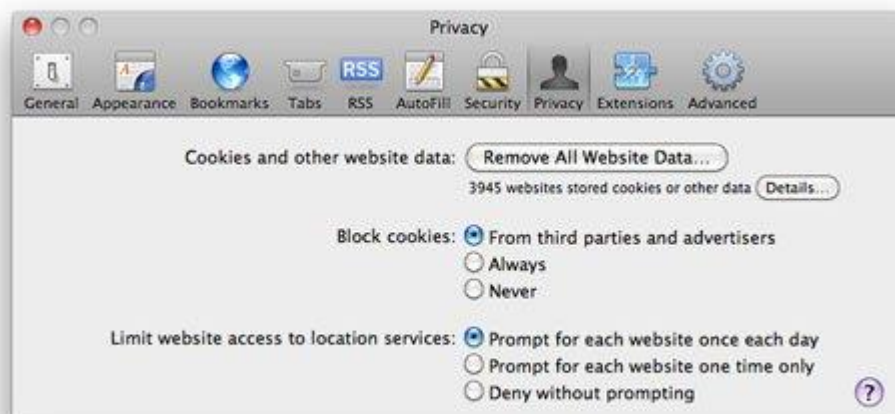 Privacy
RSS
General Appearance Bookmarks Tabs RSS AutoFill Security Privacy Extensions Advanced
Cookies and other website data: Remove All Website Data...
3945 websites stored cookies or other data Details...
Block cookies: From third parties and advertisers
Always
Never
Limit website access to location services: Prompt for each website once each day
Prompt for each website one time only
Deny without prompting
?